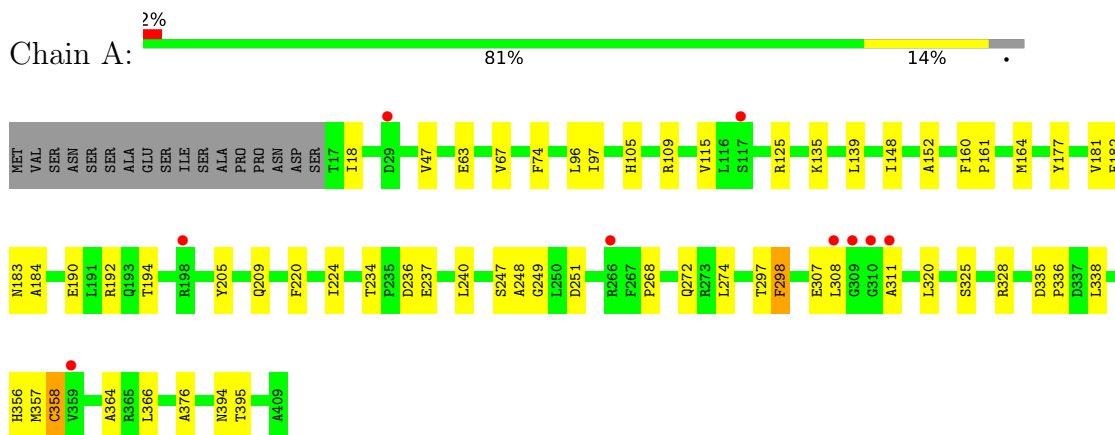 2%
Chain A:
81% 14% •
MET VAL SER ASN SER SER ALA GLU SER ILE SER ALA PRO PRO ASN ASP SER T17 I18 D29 V47 E63 V67 F74 L96 I97 H105 R109 V115 L116 S117 R125 K135 L139 I148 A152 F160 P161 M164 Y177 V181 E182
N183 A184 E190 L191 R192 Q193 T194 R198 Y205 Q209 F220 I224 T234 P235 D236 E237 L240 S247 A248 G249 L250 D251 R266 F267 P268 Q272 R273 L274 T297 F298 E307 L308 G309 G310 A311 L320 S325 R328 D335 P336 D337 L338
H356 M357 C358 V359 A364 R365 L366 A376 N394 T395 A409